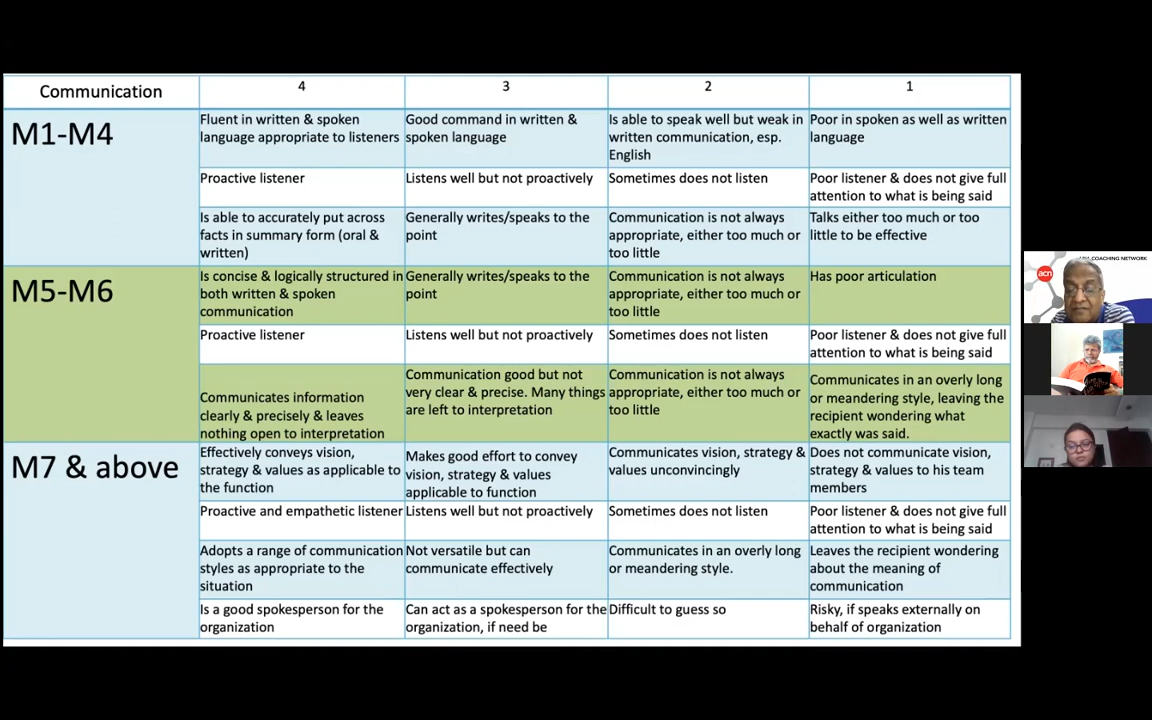 Communication
4
3
2
1
M1-M4
Fluent in written & spoken
language appropriate to listeners
Good command in written &
spoken language
Is able to speak well but weak in
written communication, esp.
English
Poor in spoken as well as written
language
Proactive listener
Listens well but not proactively
Sometimes does not listen
Poor listener & does not give full
attention to what is being said
Is able to accurately put across
facts in summary form (oral &
written)
Generally writes/speaks to the
point
Communication is not always
appropriate, either too much or
too little
Talks either too much or too
little to be effective
M5-M6
Is concise & logically structured in
both written & spoken
communication
Generally writes/speaks to the
point
Communication is not always
appropriate, either too much or
too little
Has poor articulation
Proactive listener
Listens well but not proactively
Sometimes does not listen
Poor listener & does not give full
attention to what is being said
Communicates information
clearly & precisely & leaves
nothing open to interpretation
Communication good but not
very clear & precise. Many things
are left to interpretation
Communication is not always
appropriate, either too much or
too little
Communicates in an overly long
or meandering style, leaving the
recipient wondering what
exactly was said.
M7 & above
Effectively conveys vision,
strategy & values as applicable to
the function
Makes good effort to convey
vision, strategy & values
applicable to function
Communicates vision, strategy &
values unconvincingly
Does not communicate vision,
strategy & values to his team
members
Proactive and empathetic listener
Listens well but not proactively
Sometimes does not listen
Poor listener & does not give full
attention to what is being said
Adopts a range of communication
styles as appropriate to the
situation
Not versatile but can
communicate effectively
Communicates in an overly long
or meandering style.
Leaves the recipient wondering
about the meaning of
communication
Is a good spokesperson for the
organization
Can act as a spokesperson for the
organization, if need be
Difficult to guess so
Risky, if speaks externally on
behalf of organization
COACHING NETWORK
acn